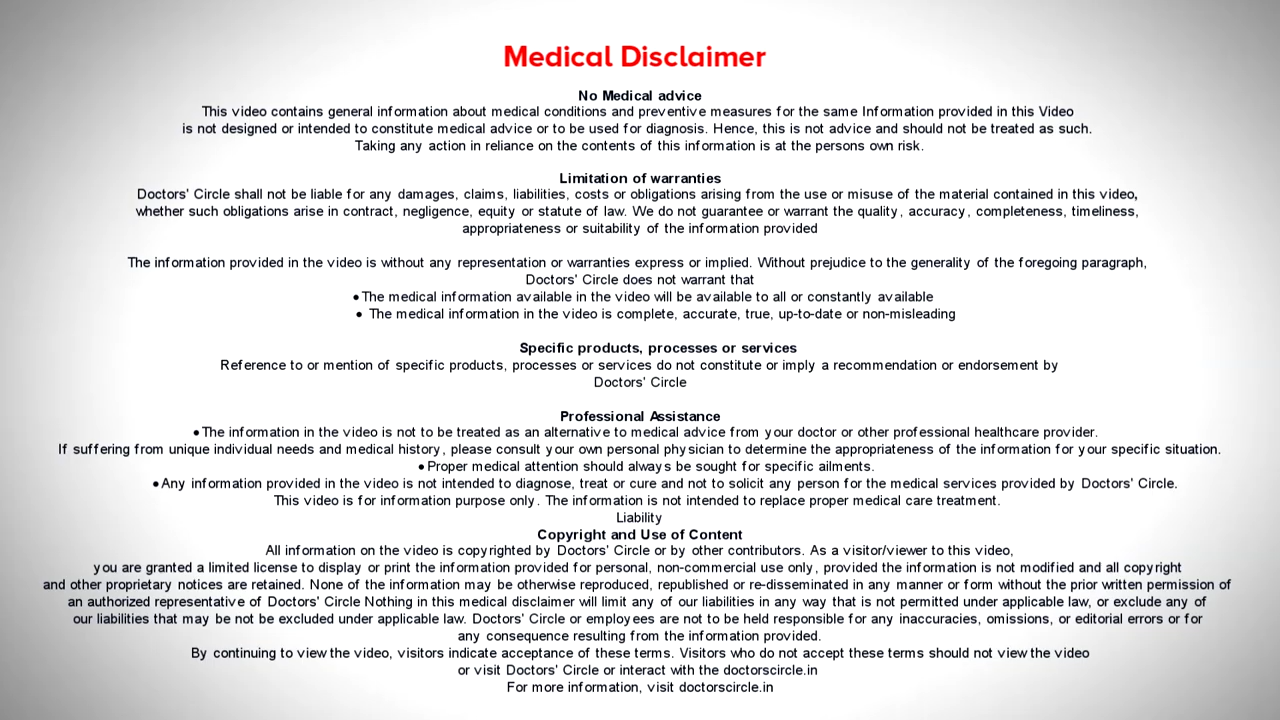 Medical Disclaimer
No Medical advice
This video contains general information about medical conditions and preventive measures for the same Information provided in this Video
is not designed or intended to constitute medical advice or to be used for diagnosis. Hence, this is not advice and should not be treated as such.
Taking any action in reliance on the contents of this information is at the persons own risk.
Limitation of warranties
Doctors' Circle shall not be liable for any damages, claims, liabilities, costs or obligations arising from the use or misuse of the material contained in this video,
whether such obligations arise in contract, negligence, equity or statute of law. We do not guarantee or warrant the quality, accuracy, completeness, timeliness,
appropriateness or suitability of the information provided
The information provided in the video is without any representation or warranties express or implied. Without prejudice to the generality of the foregoing paragraph,
Doctors' Circle does not warrant that
• The medical information available in the video will be available to all or constantly available
• The medical information in the video is complete, accurate, true, up-to-date or non-misleading
Specific products, processes or services
Reference to or mention of specific products, processes or services do not constitute or imply a recommendation or endorsement by
Doctors' Circle
Professional Assistance
• The information in the video is not to be treated as an alternative to medical advice from your doctor or other professional healthcare provider.
If suffering from unique individual needs and medical history, please consult your own personal physician to determine the appropriateness of the information for your specific situation.
• Proper medical attention should always be sought for specific ailments.
• Any information provided in the video is not intended to diagnose, treat or cure and not to solicit any person for the medical services provided by Doctors' Circle.
This video is for information purpose only. The information is not intended to replace proper medical care treatment.
Liability
Copyright and Use of Content
All information on the video is copyrighted by Doctors' Circle or by other contributors. As a visitor/viewer to this video,
you are granted a limited license to display or print the information provided for personal, non-commercial use only, provided the information is not modified and all copyright
and other proprietary notices are retained. None of the information may be otherwise reproduced, republished or re-disseminated in any manner or form without the prior written permission of
an authorized representative of Doctors' Circle Nothing in this medical disclaimer will limit any of our liabilities in any way that is not permitted under applicable law, or exclude any of
our liabilities that may be not be excluded under applicable law. Doctors' Circle or employees are not to be held responsible for any inaccuracies, omissions, or editorial errors or for
any consequence resulting from the information provided.
By continuing to view the video, visitors indicate acceptance of these terms. Visitors who do not accept these terms should not view the video
or visit Doctors' Circle or interact with the doctorscircle.in
For more information, visit doctorscircle.in